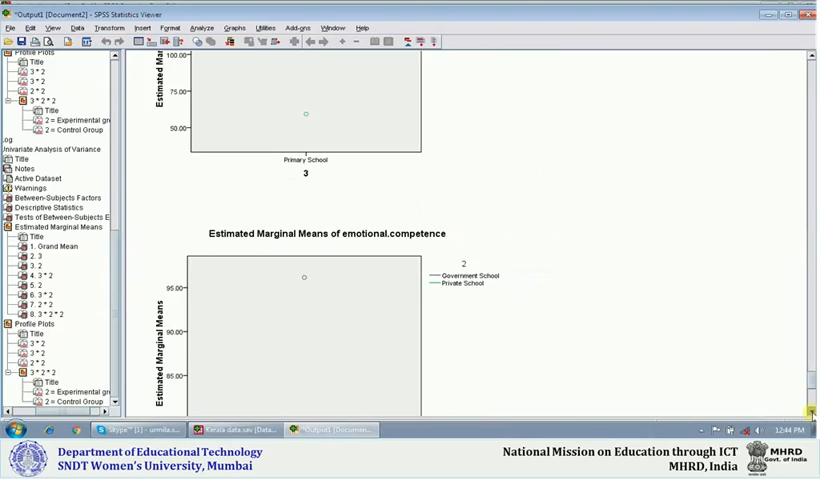 *Output1 [Document2] - SPSS Statistics Viewer
File Edit View Data Transform Insert Format Analyze Graphs Utilities Add-ons Window Help
Profile Plots
Title
3 * 2
3 * 2
2 * 2
3 * 2 * 2
Title
2 = Experimental gr
2 = Control Group
Log
Univariate Analysis of Variance
Title
Notes
Active Dataset
Warnings
Between-Subjects Factors
Descriptive Statistics
Tests of Between-Subjects E
Estimated Marginal Means
Title
1. Grand Mean
2. 3
3. 2
4. 3 * 2
5. 2
6. 3 * 2
7. 2 * 2
8. 3 * 2 * 2
Profile Plots
Title
3 * 2
3 * 2
2 * 2
3 * 2 * 2
Title
2 = Experimental gr
2 = Control Group
Estimated Mar
100.00
75.00
50.00
Primary School
3
Estimated Marginal Means of emotional.competence
Estimated Marginal Means
95.00
90.00
85.00
2
Government School
Private School
Skype™ [1] - urmila.s...
Kerala data.sav [Data...
*Output1 [Documen...
12:44 PM
Department of Educational Technology
SNDT Women's University, Mumbai
National Mission on Education through ICT
MHRD, India
MHRD
Govt. of India